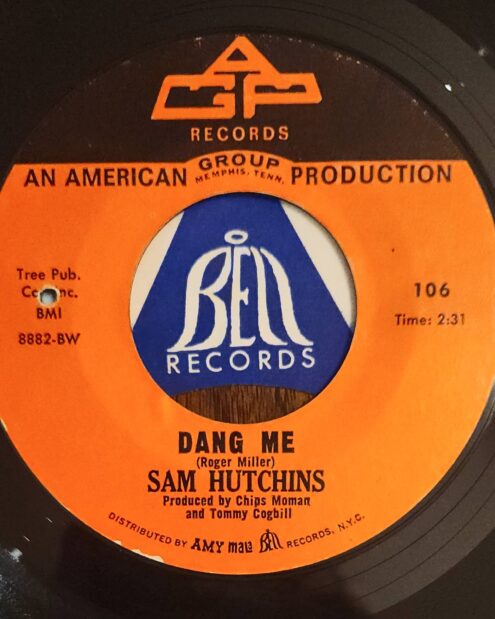 AGP
RECORDS
AN AMERICAN GROUP PRODUCTION
MEMPHIS, TENN.
Tree Pub.
Inc.
BMI
8882-BW
106
Time: 2:31
BELL
RECORDS
DANG ME
(Roger Miller)
SAM HUTCHINS
Produced by Chips Moman
and Tommy Cogbill
DISTRIBUTED BY AMY mala Bell RECORDS, N.Y.C.